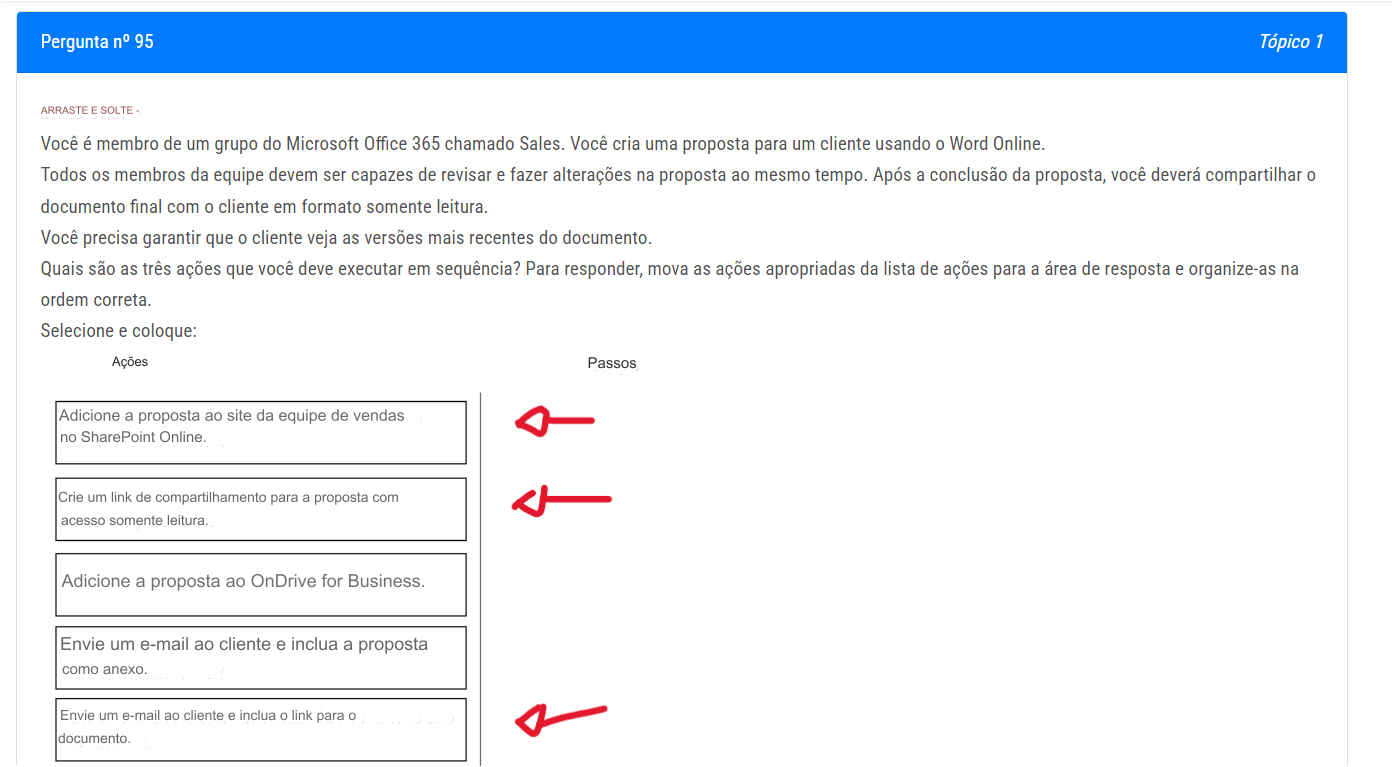 Pergunta nº 95
Tópico 1
ARRASTE E SOLTE -
Você é membro de um grupo do Microsoft Office 365 chamado Sales. Você cria uma proposta para um cliente usando o Word Online.
Todos os membros da equipe devem ser capazes de revisar e fazer alterações na proposta ao mesmo tempo. Após a conclusão da proposta, você deverá compartilhar o
documento final com o cliente em formato somente leitura.
Você precisa garantir que o cliente veja as versões mais recentes do documento.
Quais são as três ações que você deve executar em sequência? Para responder, mova as ações apropriadas da lista de ações para a área de resposta e organize-as na
ordem correta.
Selecione e coloque:
Ações
Passos
Adicione a proposta ao site da equipe de vendas
no SharePoint Online.
Crie um link de compartilhamento para a proposta com
acesso somente leitura.
Adicione a proposta ao OnDrive for Business.
Envie um e-mail ao cliente e inclua a proposta
como anexo.
Envie um e-mail ao cliente e inclua o link para o
documento.